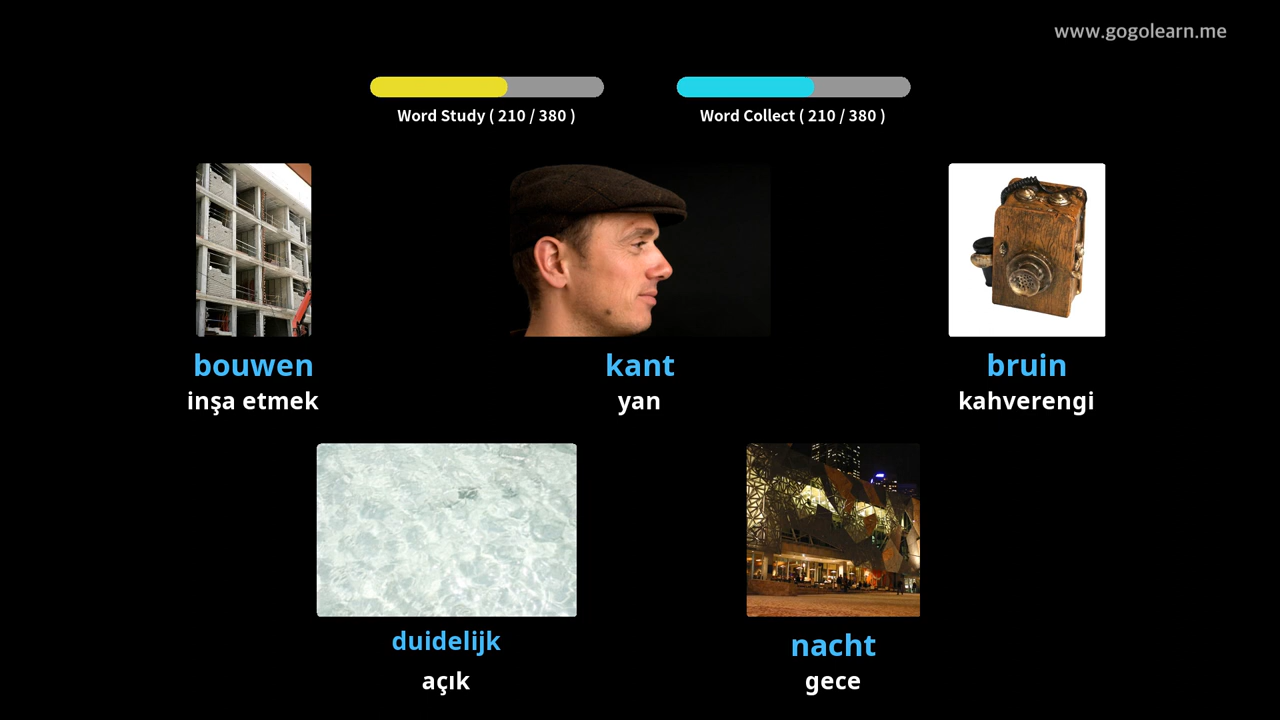 www.gogolearn.me
Word Study ( 210 / 380 )
Word Collect ( 210 / 380 )
bouwen
inşa etmek
kant
yan
bruin
kahverengi
duidelijk
açık
nacht
gece